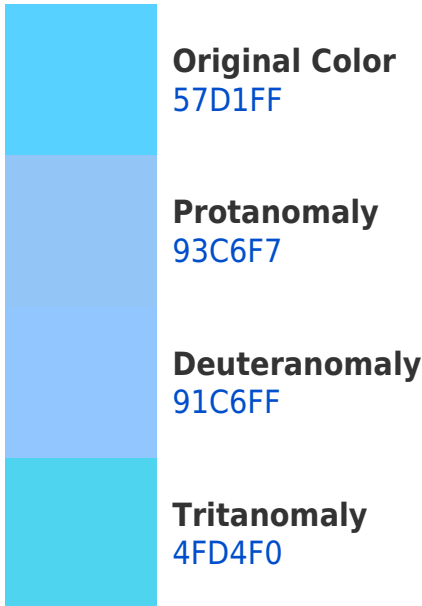 Original Color
57D1FF
Protanomaly
93C6F7
Deuteranomaly
91C6FF
Tritanomaly
4FD4F0